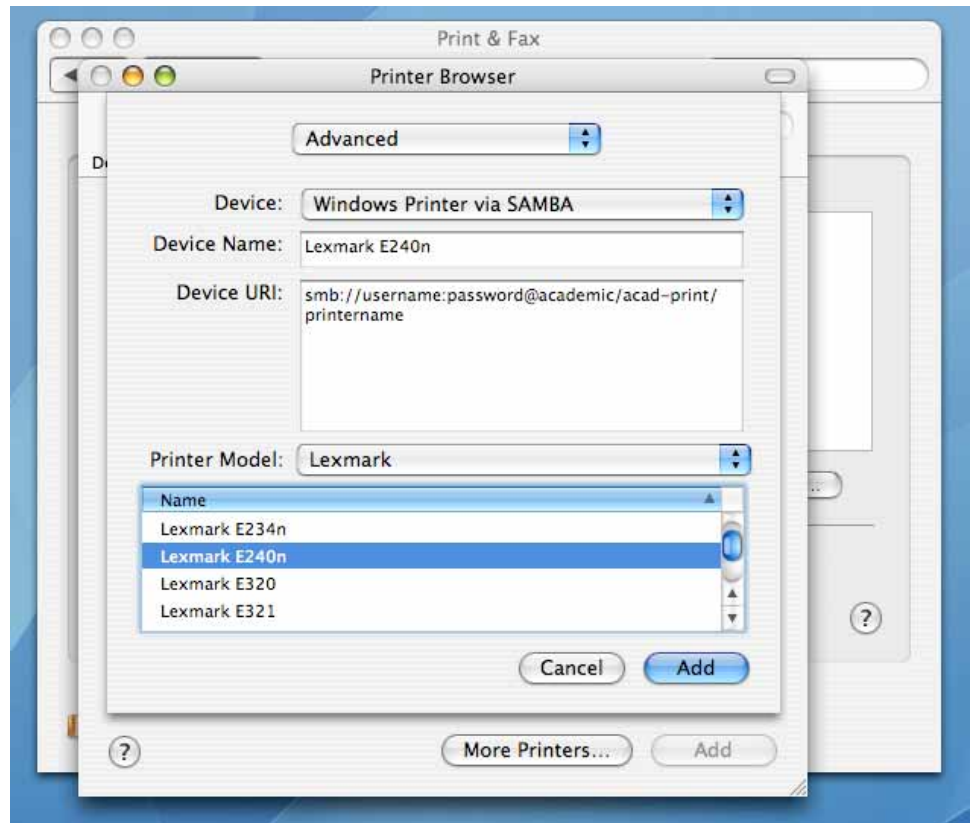 Print & Fax
Printer Browser
Advanced
De
Device: Windows Printer via SAMBA
Device Name: Lexmark E240n
Device URI: smb://username:password@academic/acad-print/
printername
Printer Model: Lexmark
Name
Lexmark E234n
Lexmark E240n
Lexmark E320
Lexmark E321
..
?
Cancel Add
? More Printers... Add